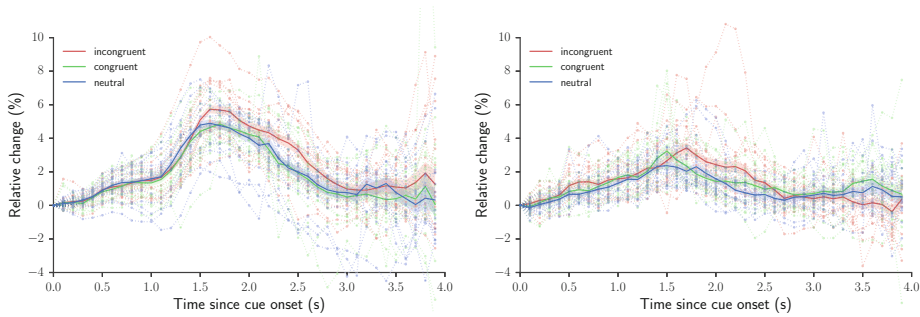 10
8
6
4
2
0
−2
−4
Relative change (%)
incongruent
congruent
neutral
0.0 0.5 1.0 1.5 2.0 2.5 3.0 3.5 4.0
Time since cue onset (s)
10
8
6
4
2
0
−2
−4
Relative change (%)
incongruent
congruent
neutral
0.0 0.5 1.0 1.5 2.0 2.5 3.0 3.5 4.0
Time since cue onset (s)